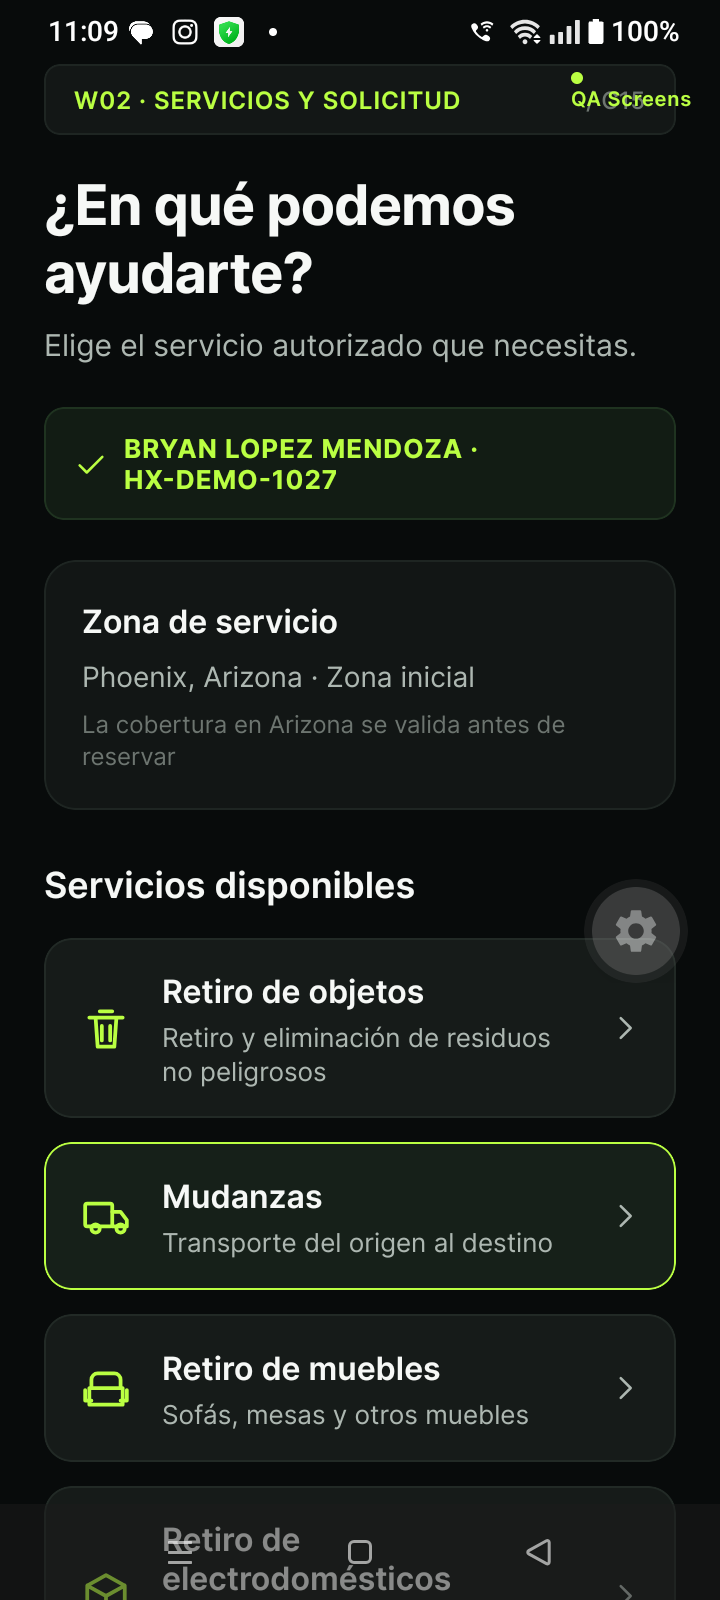 11:09
100%
W02 · SERVICIOS Y SOLICITUD
QA Screens
¿En qué podemos
ayudarte?
Elige el servicio autorizado que necesitas.
BRYAN LOPEZ MENDOZA ·
HX-DEMO-1027
Zona de servicio
Phoenix, Arizona · Zona inicial
La cobertura en Arizona se valida antes de
reservar
Servicios disponibles
Retiro de objetos
Retiro y eliminación de residuos
no peligrosos
Mudanzas
Transporte del origen al destino
Retiro de muebles
Sofás, mesas y otros muebles
Retiro de
electrodomésticos